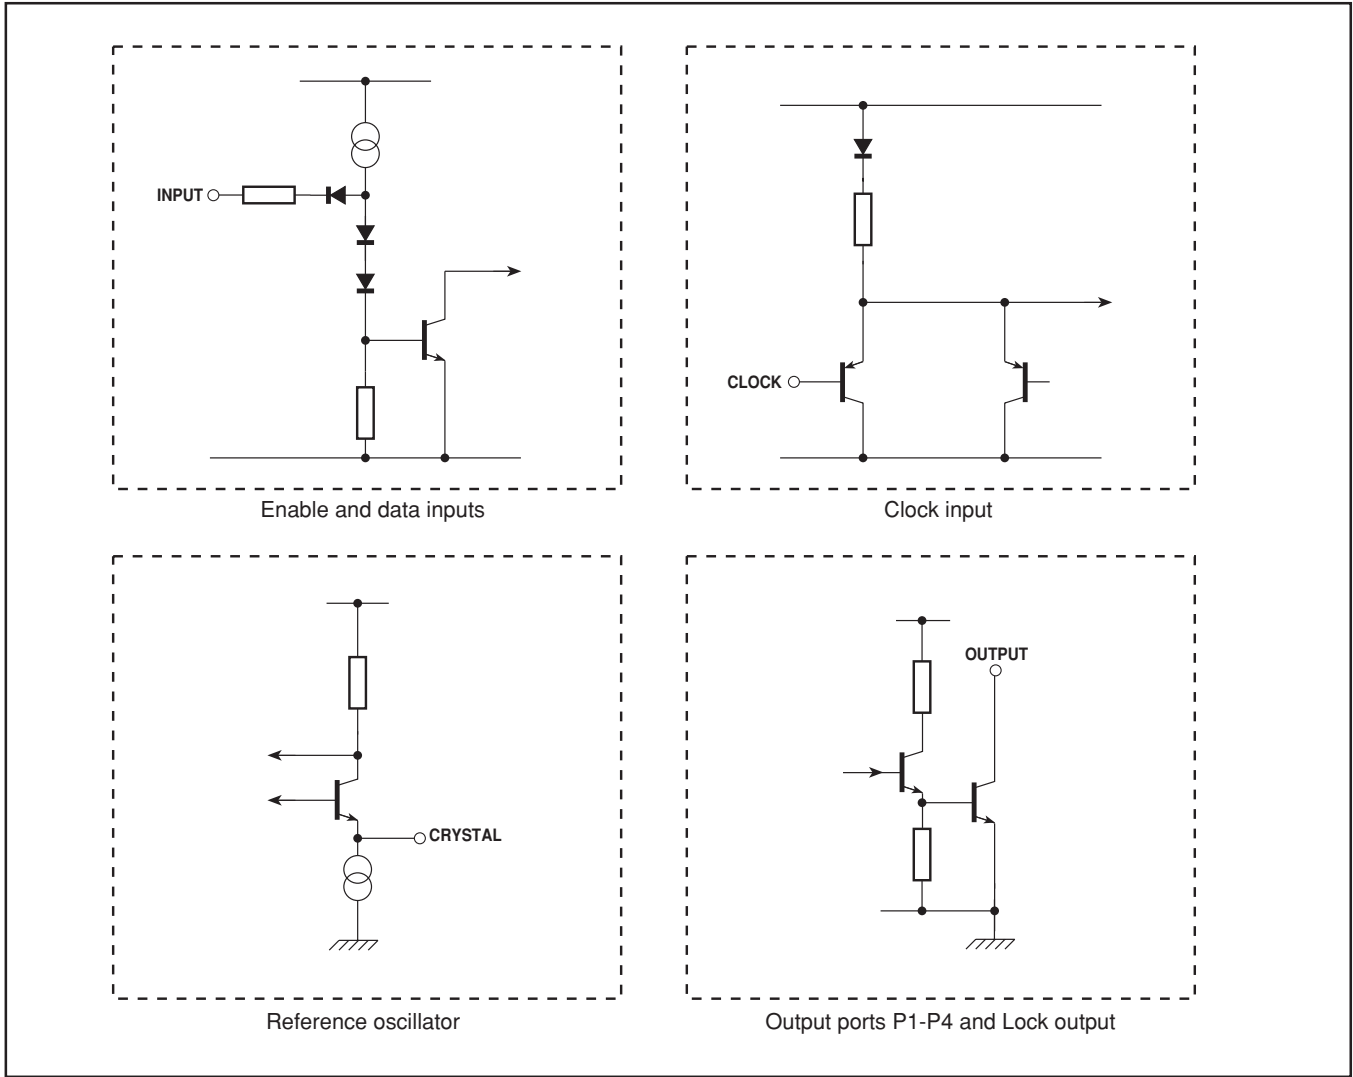 INPUT
Enable and data inputs
CLOCK
Clock input
CRYSTAL
Reference oscillator
OUTPUT
Output ports P1-P4 and Lock output